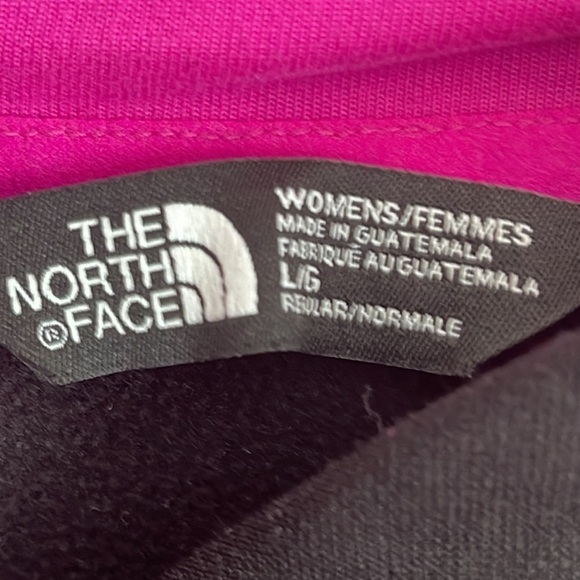 THE
NORTH
®FACE
WOMENS/FEMMES
MADE IN GUATEMALA
FABRIQUÉ AU GUATEMALA
L/G
REGULAR/NORMALE